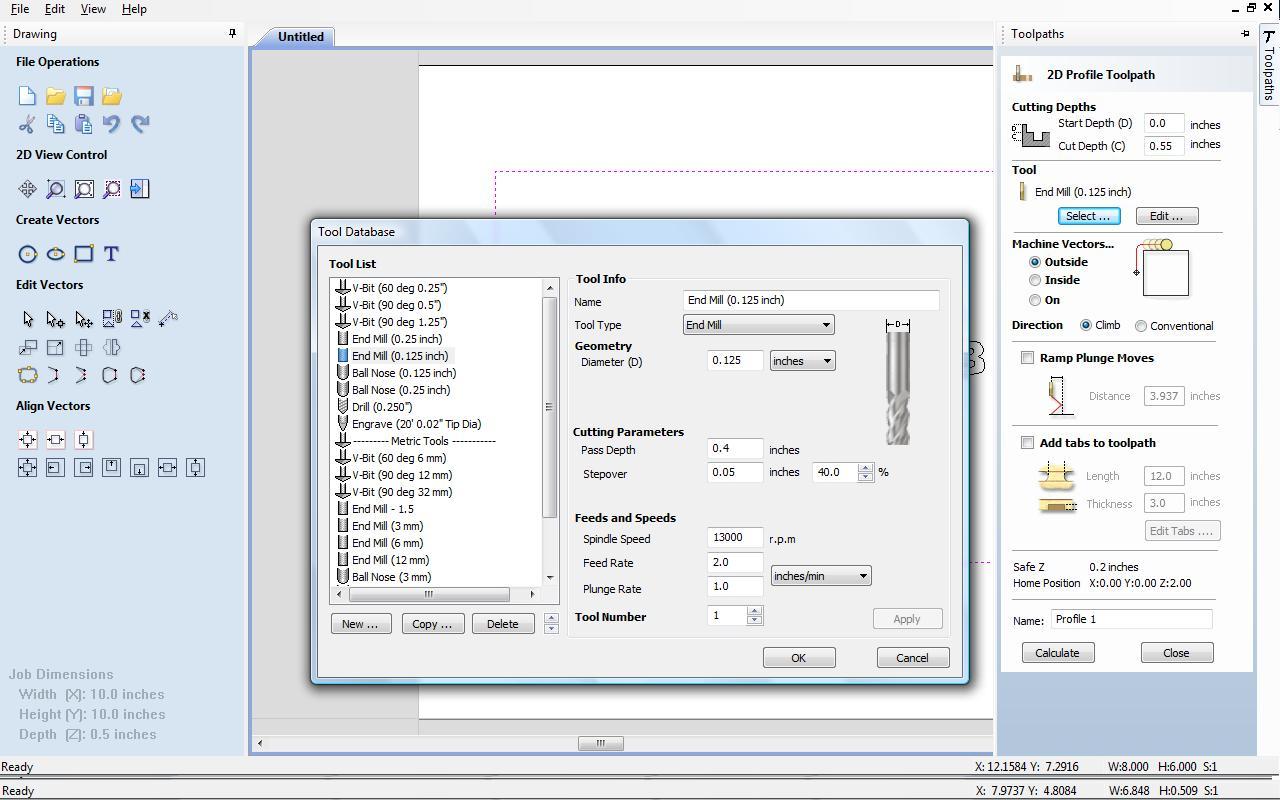 File Edit View Help
Drawing
File Operations
2D View Control
Create Vectors
T
Edit Vectors
Align Vectors
Job Dimensions
Width (X): 10.0 inches
Height (Y): 10.0 inches
Depth (Z): 0.5 inches
Untitled
Tool Database
Tool List
V-Bit (60 deg 0.25")
V-Bit (90 deg 0.5")
V-Bit (90 deg 1.25")
End Mill (0.25 inch)
End Mill (0.125 inch)
Ball Nose (0.125 inch)
Ball Nose (0.25 inch)
Drill (0.250")
Engrave (20' 0.02" Tip Dia)
--------- Metric Tools -----------
V-Bit (60 deg 6 mm)
V-Bit (90 deg 12 mm)
V-Bit (90 deg 32 mm)
End Mill - 1.5
End Mill (3 mm)
End Mill (6 mm)
End Mill (12 mm)
Ball Nose (3 mm)
New ... Copy ... Delete
Tool Info
Name End Mill (0.125 inch)
Tool Type End Mill
D
Geometry
Diameter (D) 0.125 inches
Cutting Parameters
Pass Depth 0.4 inches
Stepover 0.05 inches 40.0 %
Feeds and Speeds
Spindle Speed 13000 r.p.m
Feed Rate 2.0 inches/min
Plunge Rate 1.0
Tool Number 1 Apply
OK Cancel
Toolpaths
Toolpaths
2D Profile Toolpath
Cutting Depths
Start Depth (D) 0.0 inches
Cut Depth (C) 0.55 inches
D
C
Tool
End Mill (0.125 inch)
Select ... Edit ...
Machine Vectors...
Outside
Inside
On
Direction Climb Conventional
Ramp Plunge Moves
Distance 3.937 inches
Add tabs to toolpath
Length 12.0 inches
Thickness 3.0 inches
Edit Tabs ....
Safe Z 0.2 inches
Home Position X:0.00 Y:0.00 Z:2.00
Name: Profile 1
Calculate Close
Ready X: 12.1584 Y: 7.2916 W:8.000 H:6.000 S:1
Ready X: 7.9737 Y: 4.8084 W:6.848 H:0.509 S:1